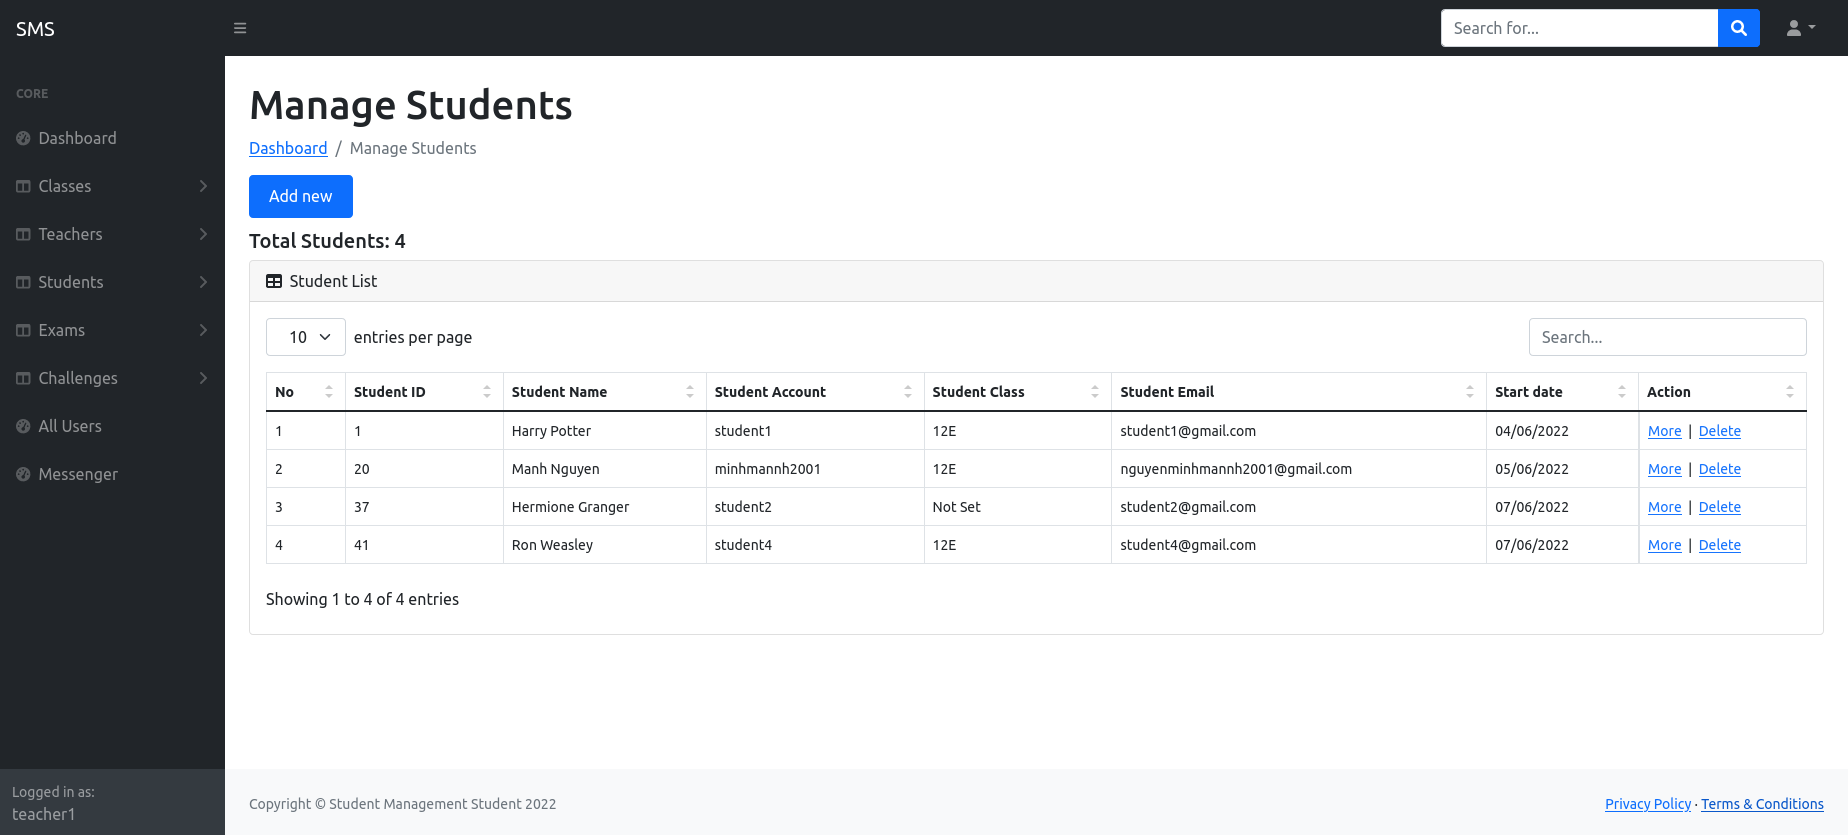 SMS
Search for...
CORE
Dashboard
Classes
Teachers
Students
Exams
Challenges
All Users
Messenger
Logged in as:
teacher1
Manage Students
Dashboard / Manage Students
Add new
Total Students: 4
Student List
10 entries per page
Search...
No Student ID Student Name Student Account Student Class Student Email Start date Action
1 1 Harry Potter student1 12E student1@gmail.com 04/06/2022 More | Delete
2 20 Manh Nguyen minhmannh2001 12E nguyenminhmannh2001@gmail.com 05/06/2022 More | Delete
3 37 Hermione Granger student2 Not Set student2@gmail.com 07/06/2022 More | Delete
4 41 Ron Weasley student4 12E student4@gmail.com 07/06/2022 More | Delete
Showing 1 to 4 of 4 entries
Copyright © Student Management Student 2022
Privacy Policy · Terms & Conditions